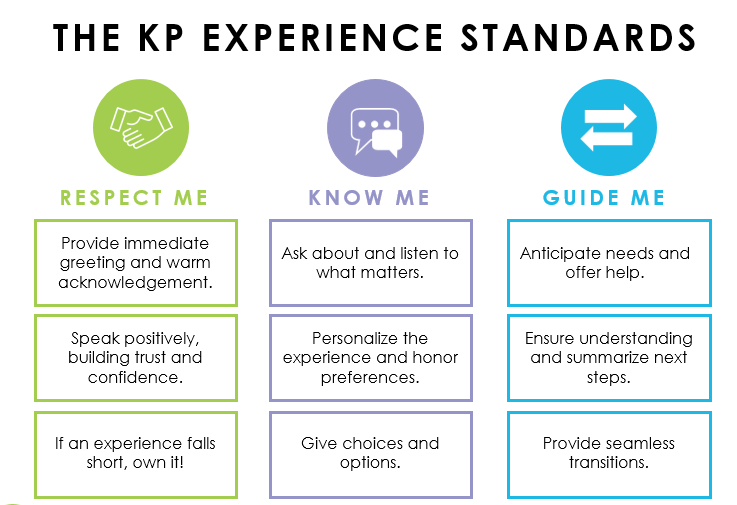 THE KP EXPERIENCE STANDARDS
RESPECT ME
Provide immediate
greeting and warm
acknowledgement.
Speak positively,
building trust and
confidence.
If an experience falls
short, own it!
KNOW ME
Ask about and listen to
what matters.
Personalize the
experience and honor
preferences.
Give choices and
options.
GUIDE ME
Anticipate needs and
offer help.
Ensure understanding
and summarize next
steps.
Provide seamless
transitions.